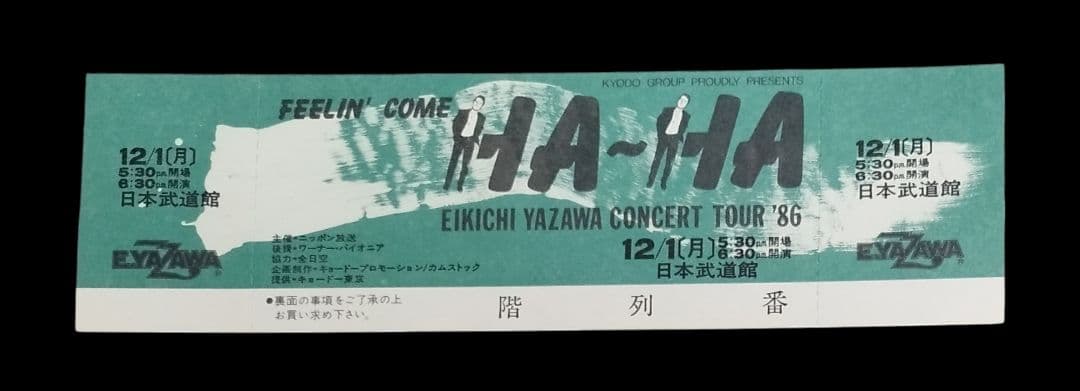 KYODO GROUP PROUDLY PRESENTS
FEELIN' COME
HA~HA
EIKICHI YAZAWA CONCERT TOUR '86
12/1(月)
5:30p.m.開場
6:30p.m.開演
日本武道館
12/1(月)
5:30p.m.開場
6:30p.m.開演
日本武道館
E.YAZAWA
主催=ニッポン放送
後援=ワーナー・パイオニア
協力=全日空
企画制作=キョードープロモーション/カムストック
提供=キョードー東京
12/1(月) 5:30p.m.開場
6:30p.m.開演
日本武道館
E.YAZAWA
●裏面の事項をご了承の上
お買い求め下さい。
階 列 番